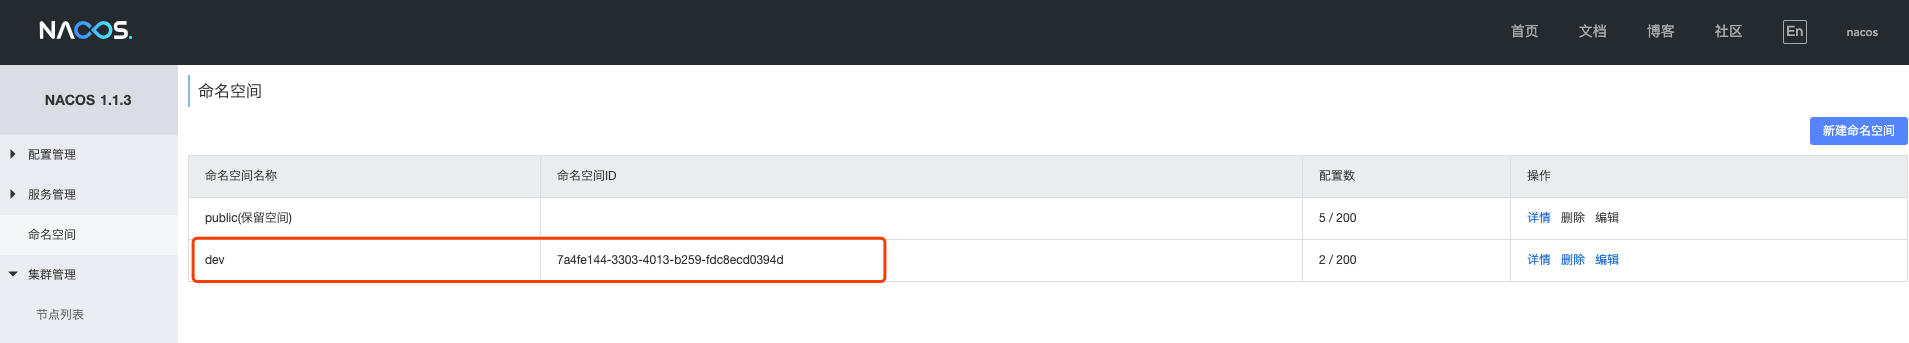 NACOS. 首页 文档 博客 社区 En nacos
NACOS 1.1.3
配置管理
服务管理
命名空间
集群管理
节点列表
命名空间
新建命名空间
命名空间名称 命名空间ID 配置数 操作
public(保留空间) 5 / 200 详情 删除 编辑
dev 7a4fe144-3303-4013-b259-fdc8ecd0394d 2 / 200 详情 删除 编辑